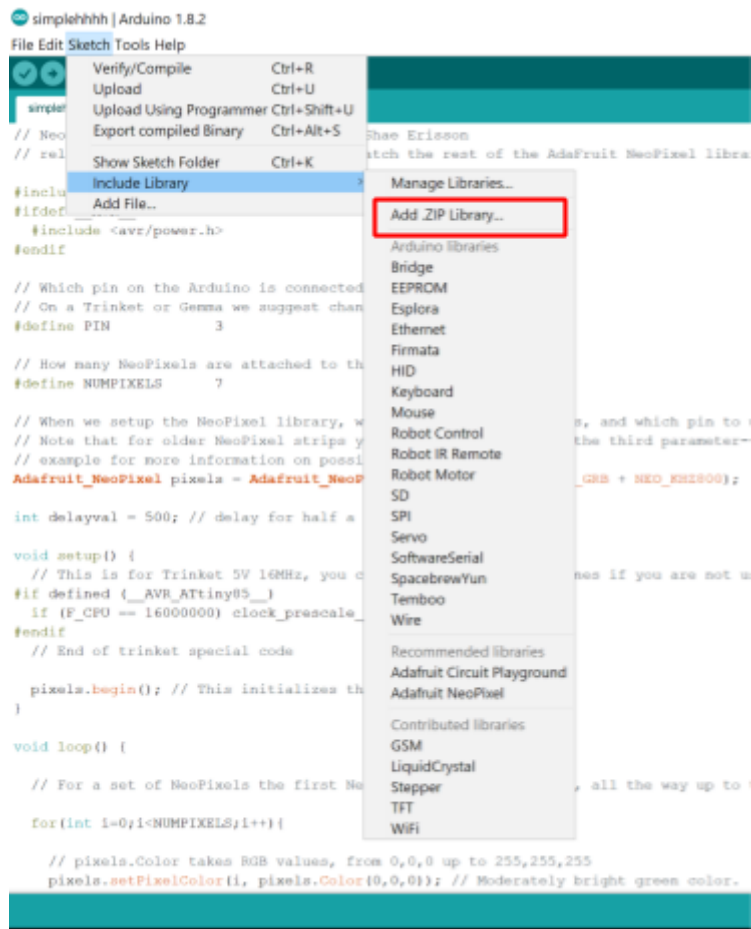 simplehhhh | Arduino 1.8.2
File Edit Sketch Tools Help
Verify/Compile Ctrl+R
Upload Ctrl+U
Upload Using Programmer Ctrl+Shift+U
Export compiled Binary Ctrl+Alt+S
Show Sketch Folder Ctrl+K
Include Library
Add File...
Manage Libraries...
Add .ZIP Library...
Arduino libraries
Bridge
EEPROM
Esplora
Ethernet
Firmata
HID
Keyboard
Mouse
Robot Control
Robot IR Remote
Robot Motor
SD
SPI
Servo
SoftwareSerial
SpacebrewYun
Temboo
Wire
Recommended libraries
Adafruit Circuit Playground
Adafruit NeoPixel
Contributed libraries
GSM
LiquidCrystal
Stepper
TFT
WiFi
simple
// Neo Shae Erisson
// rel tch the rest of the AdaFruit NeoPixel libra
#inclu
#ifdef
#include <avr/power.h>
#endif
// Which pin on the Arduino is connected
// On a Trinket or Gemma we suggest chan
#define PIN 3
// How many NeoPixels are attached to th
#define NUMPIXELS 7
// When we setup the NeoPixel library, w s, and which pin to
// Note that for older NeoPixel strips y the third parameter-
// example for more information on possi
Adafruit_NeoPixel pixels = Adafruit_NeoP _GRB + NEO_KHZ800);
int delayval = 500; // delay for half a
void setup() {
// This is for Trinket 5V 16MHz, you c nes if you are not u
#if defined (__AVR_ATtiny85__)
if (F_CPU == 16000000) clock_prescale_
#endif
// End of trinket special code
pixels.begin(); // This initializes th
}
void loop() {
// For a set of NeoPixels the first Ne , all the way up to
for(int i=0;i<NUMPIXELS;i++){
// pixels.Color takes RGB values, from 0,0,0 up to 255,255,255
pixels.setPixelColor(i, pixels.Color(0,0,0)); // Moderately bright green color.